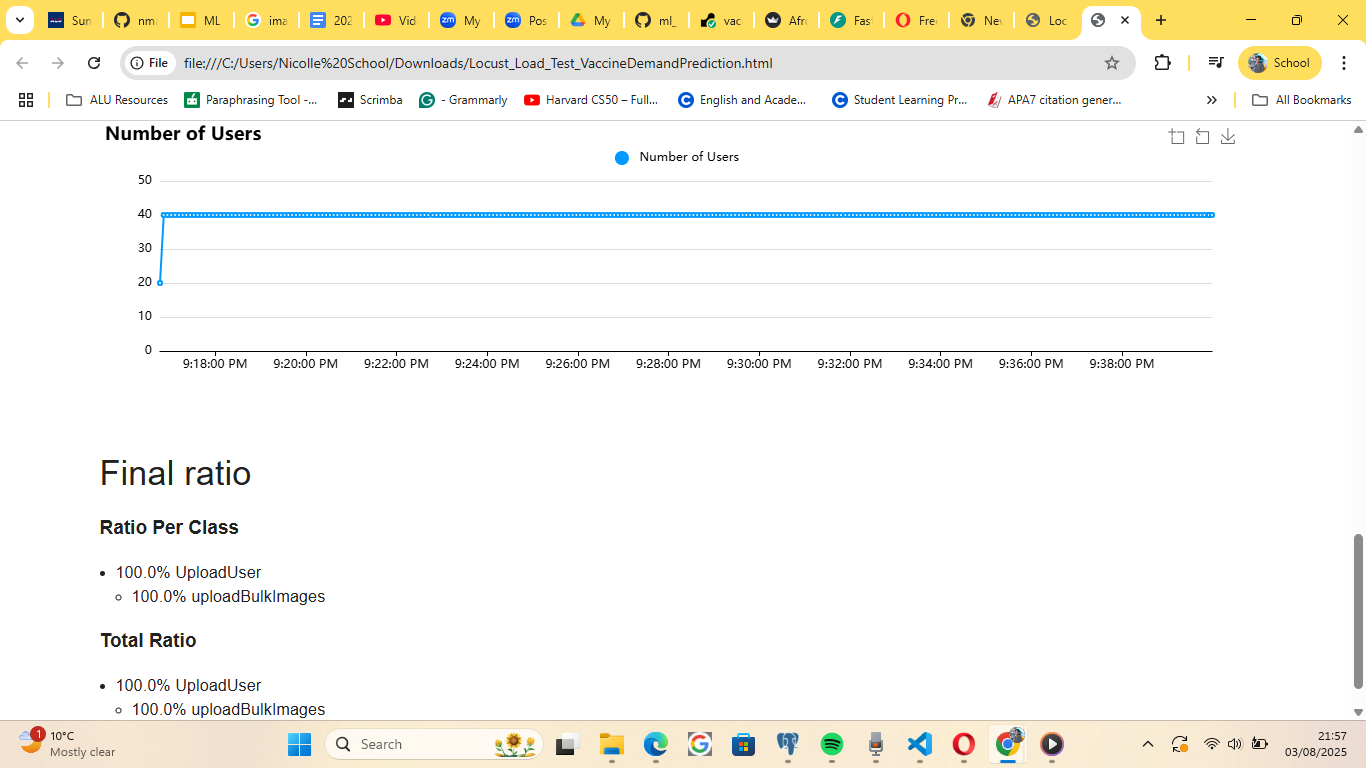 Sun
nma
ML
ima
202
Vid
My
Pos
My
ml_
vac
Afr
Fas
Free
Nev
Loc
File
file:///C:/Users/Nicolle%20School/Downloads/Locust_Load_Test_VaccineDemandPrediction.html
School
ALU Resources
Paraphrasing Tool -...
Scrimba
- Grammarly
Harvard CS50 – Full...
English and Acade...
Student Learning Pr...
APA7 citation gener...
All Bookmarks
Number of Users
Number of Users
50
40
30
20
10
0
9:18:00 PM 9:20:00 PM 9:22:00 PM 9:24:00 PM 9:26:00 PM 9:28:00 PM 9:30:00 PM 9:32:00 PM 9:34:00 PM 9:36:00 PM 9:38:00 PM
Final ratio
Ratio Per Class
100.0% UploadUser
100.0% uploadBulkImages
Total Ratio
100.0% UploadUser
100.0% uploadBulkImages
1
10°C
Mostly clear
Search
21:57
03/08/2025